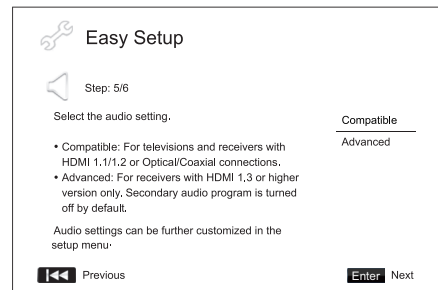 Easy Setup
Step: 5/6
Select the audio setting.
• Compatible: For televisions and receivers with
HDMI 1.1/1.2 or Optical/Coaxial connections.
• Advanced: For receivers with HDMI 1.3 or higher
version only. Secondary audio program is turned
off by default.
Audio settings can be further customized in the
setup menu.
Compatible
Advanced
Previous
Enter Next